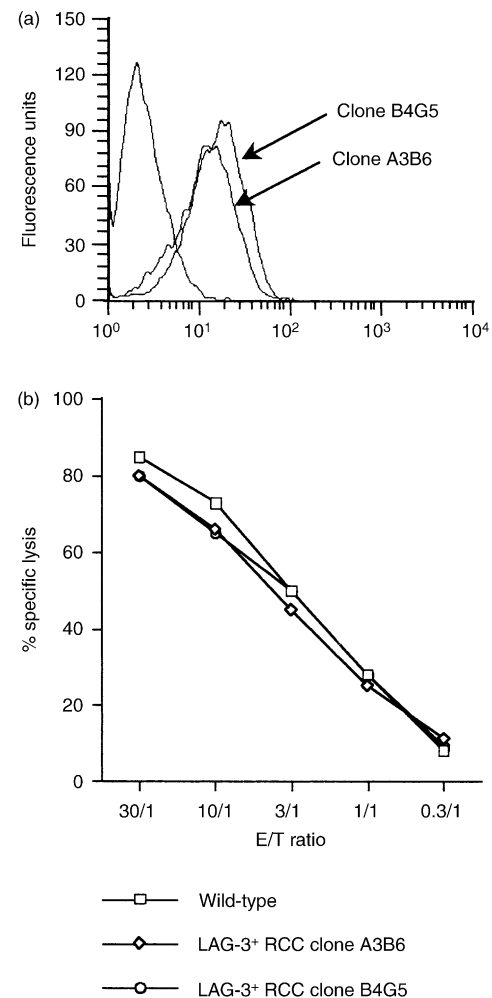 (a)
150
120
90
60
30
0
Fluorescence units
Clone B4G5
Clone A3B6
10⁰ 10¹ 10² 10³ 10⁴
(b)
100
80
60
40
20
0
% specific lysis
30/1 10/1 3/1 1/1 0.3/1
E/T ratio
Wild-type
LAG-3⁺ RCC clone A3B6
LAG-3⁺ RCC clone B4G5